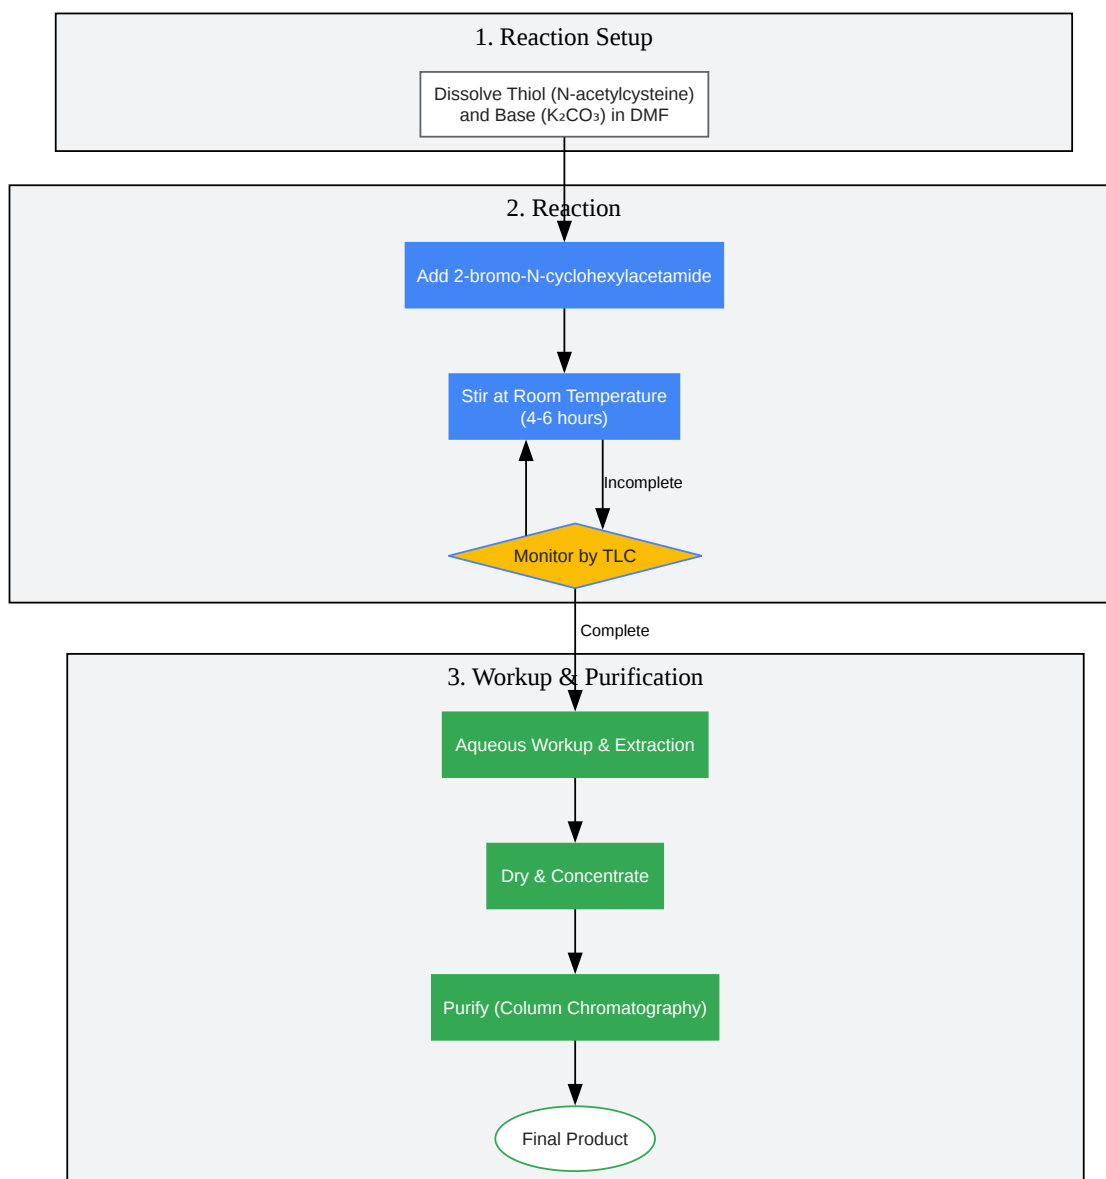 1. Reaction Setup
Dissolve Thiol (N-acetylcysteine)
and Base (K₂CO₃) in DMF
2. Reaction
Add 2-bromo-N-cyclohexylacetamide
Stir at Room Temperature
(4-6 hours)
Incomplete
Monitor by TLC
Complete
3. Workup & Purification
Aqueous Workup & Extraction
Dry & Concentrate
Purify (Column Chromatography)
Final Product